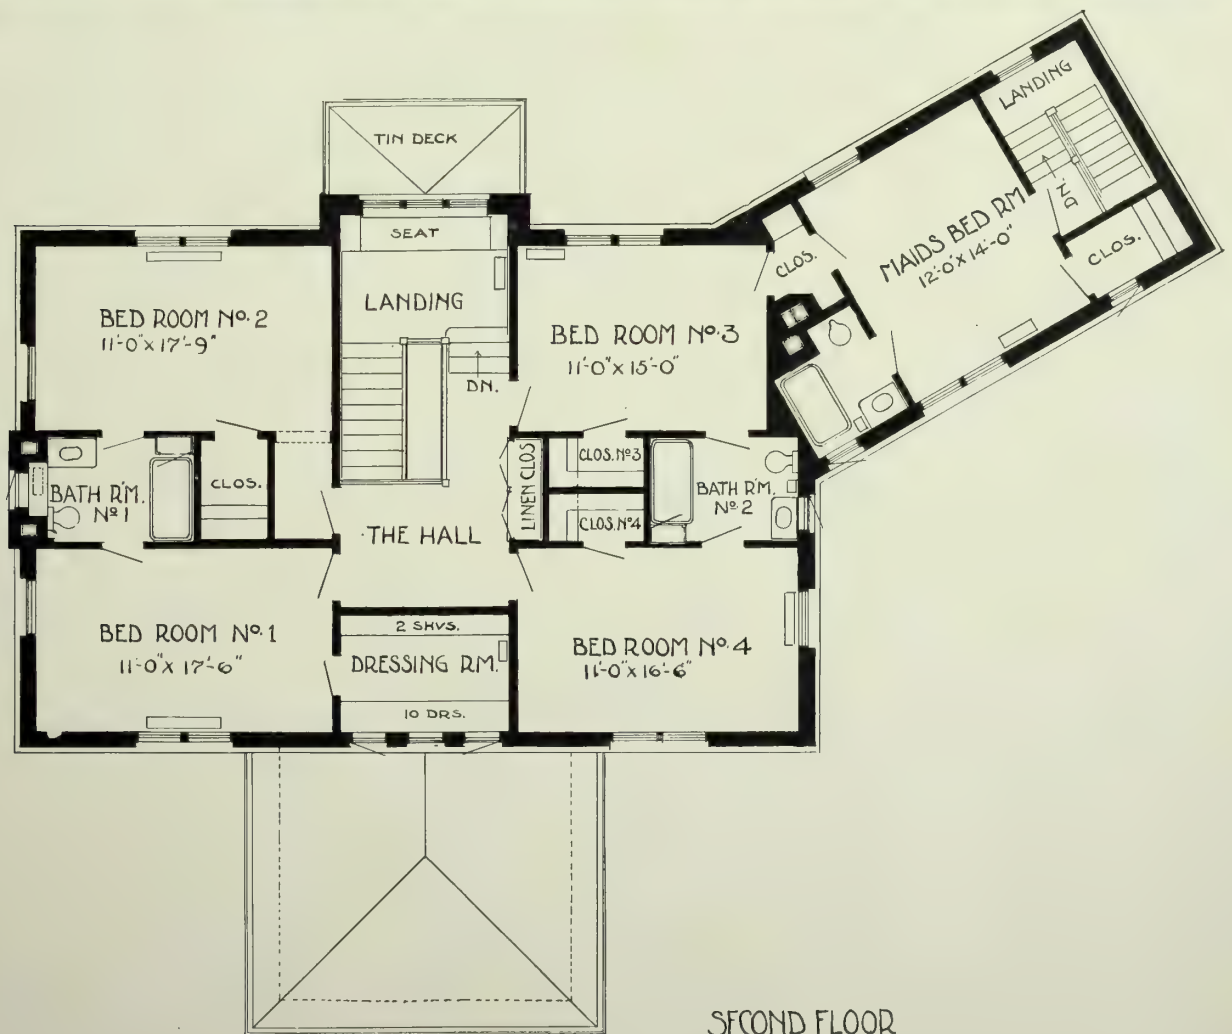 TIN DECK
LANDING
DN.
SEAT
CLOS.
MAIDS BED RM
12'-0" x 14'-0"
CLOS.
LANDING
BED ROOM No. 2
11'-0" x 17'-9"
BED ROOM No. 3
11'-0" x 15'-0"
DN.
CLOS. No 3
LINEN CLOS
CLOS.
BATH R'M.
No 1
BATH R'M.
No 2
CLOS. No 4
THE HALL
BED ROOM No. 1
11'-0" x 17'-6"
2 SHVS.
DRESSING R.M.
10 DRS.
BED ROOM No. 4
11'-0" x 16'-6"
SECOND FLOOR